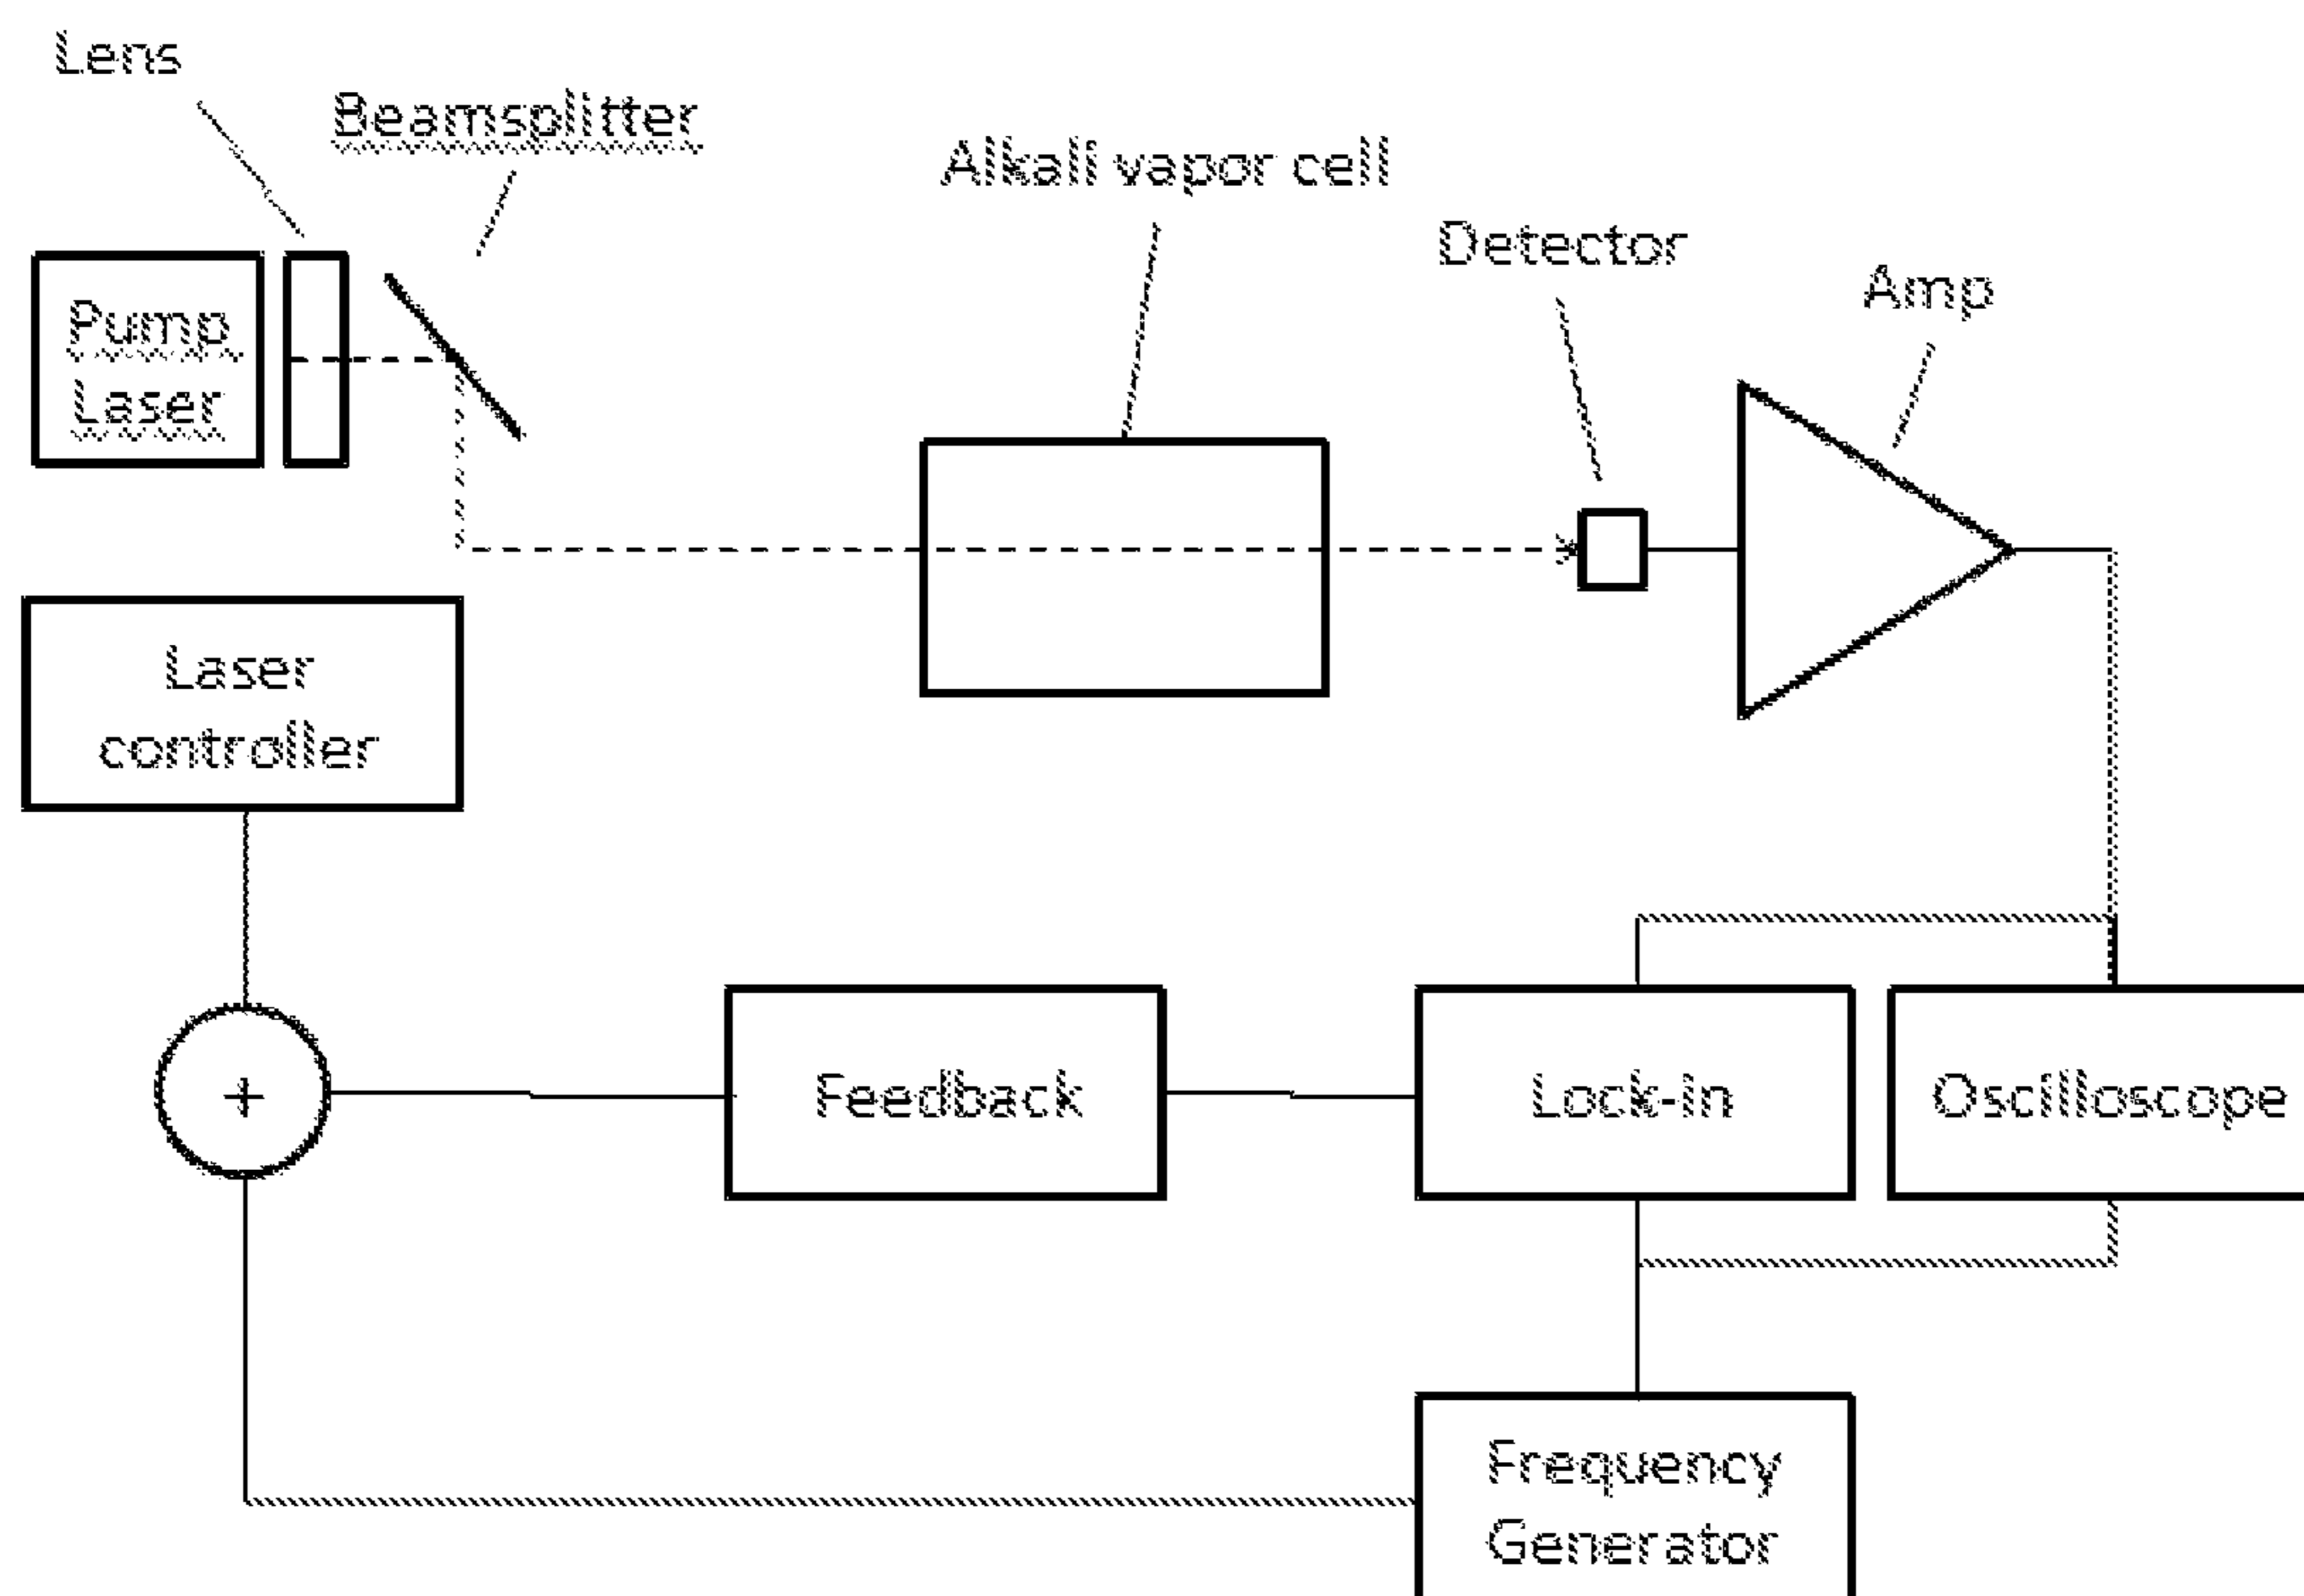 Lens
Beamsplitter
Alkali vapor cell
Detector
Amp
Pump
Laser
Laser
controller
+
Feedback
Lock-in
Oscilloscope
Frequency
Generator